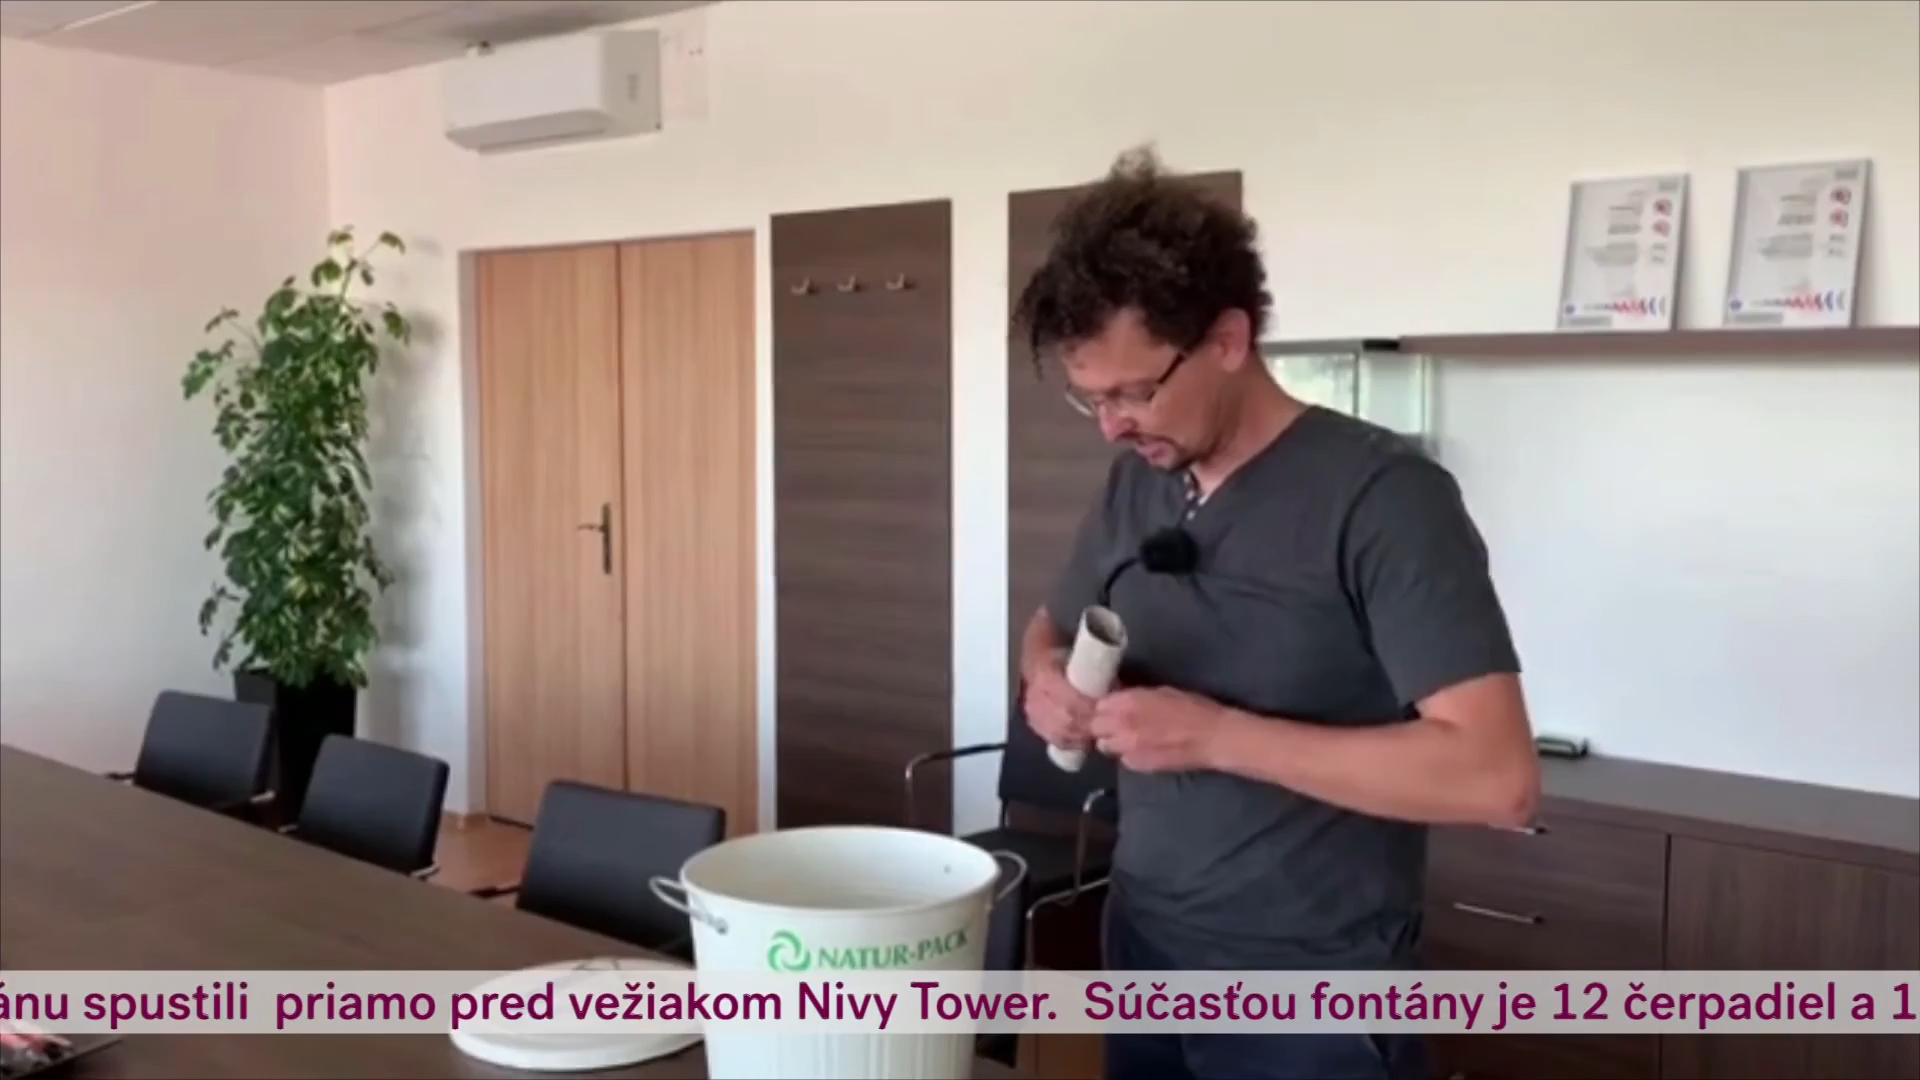 NATUR-PACK
ánu spustili priamo pred vežiakom Nivy Tower. Súčasťou fontány je 12 čerpadiel a 1